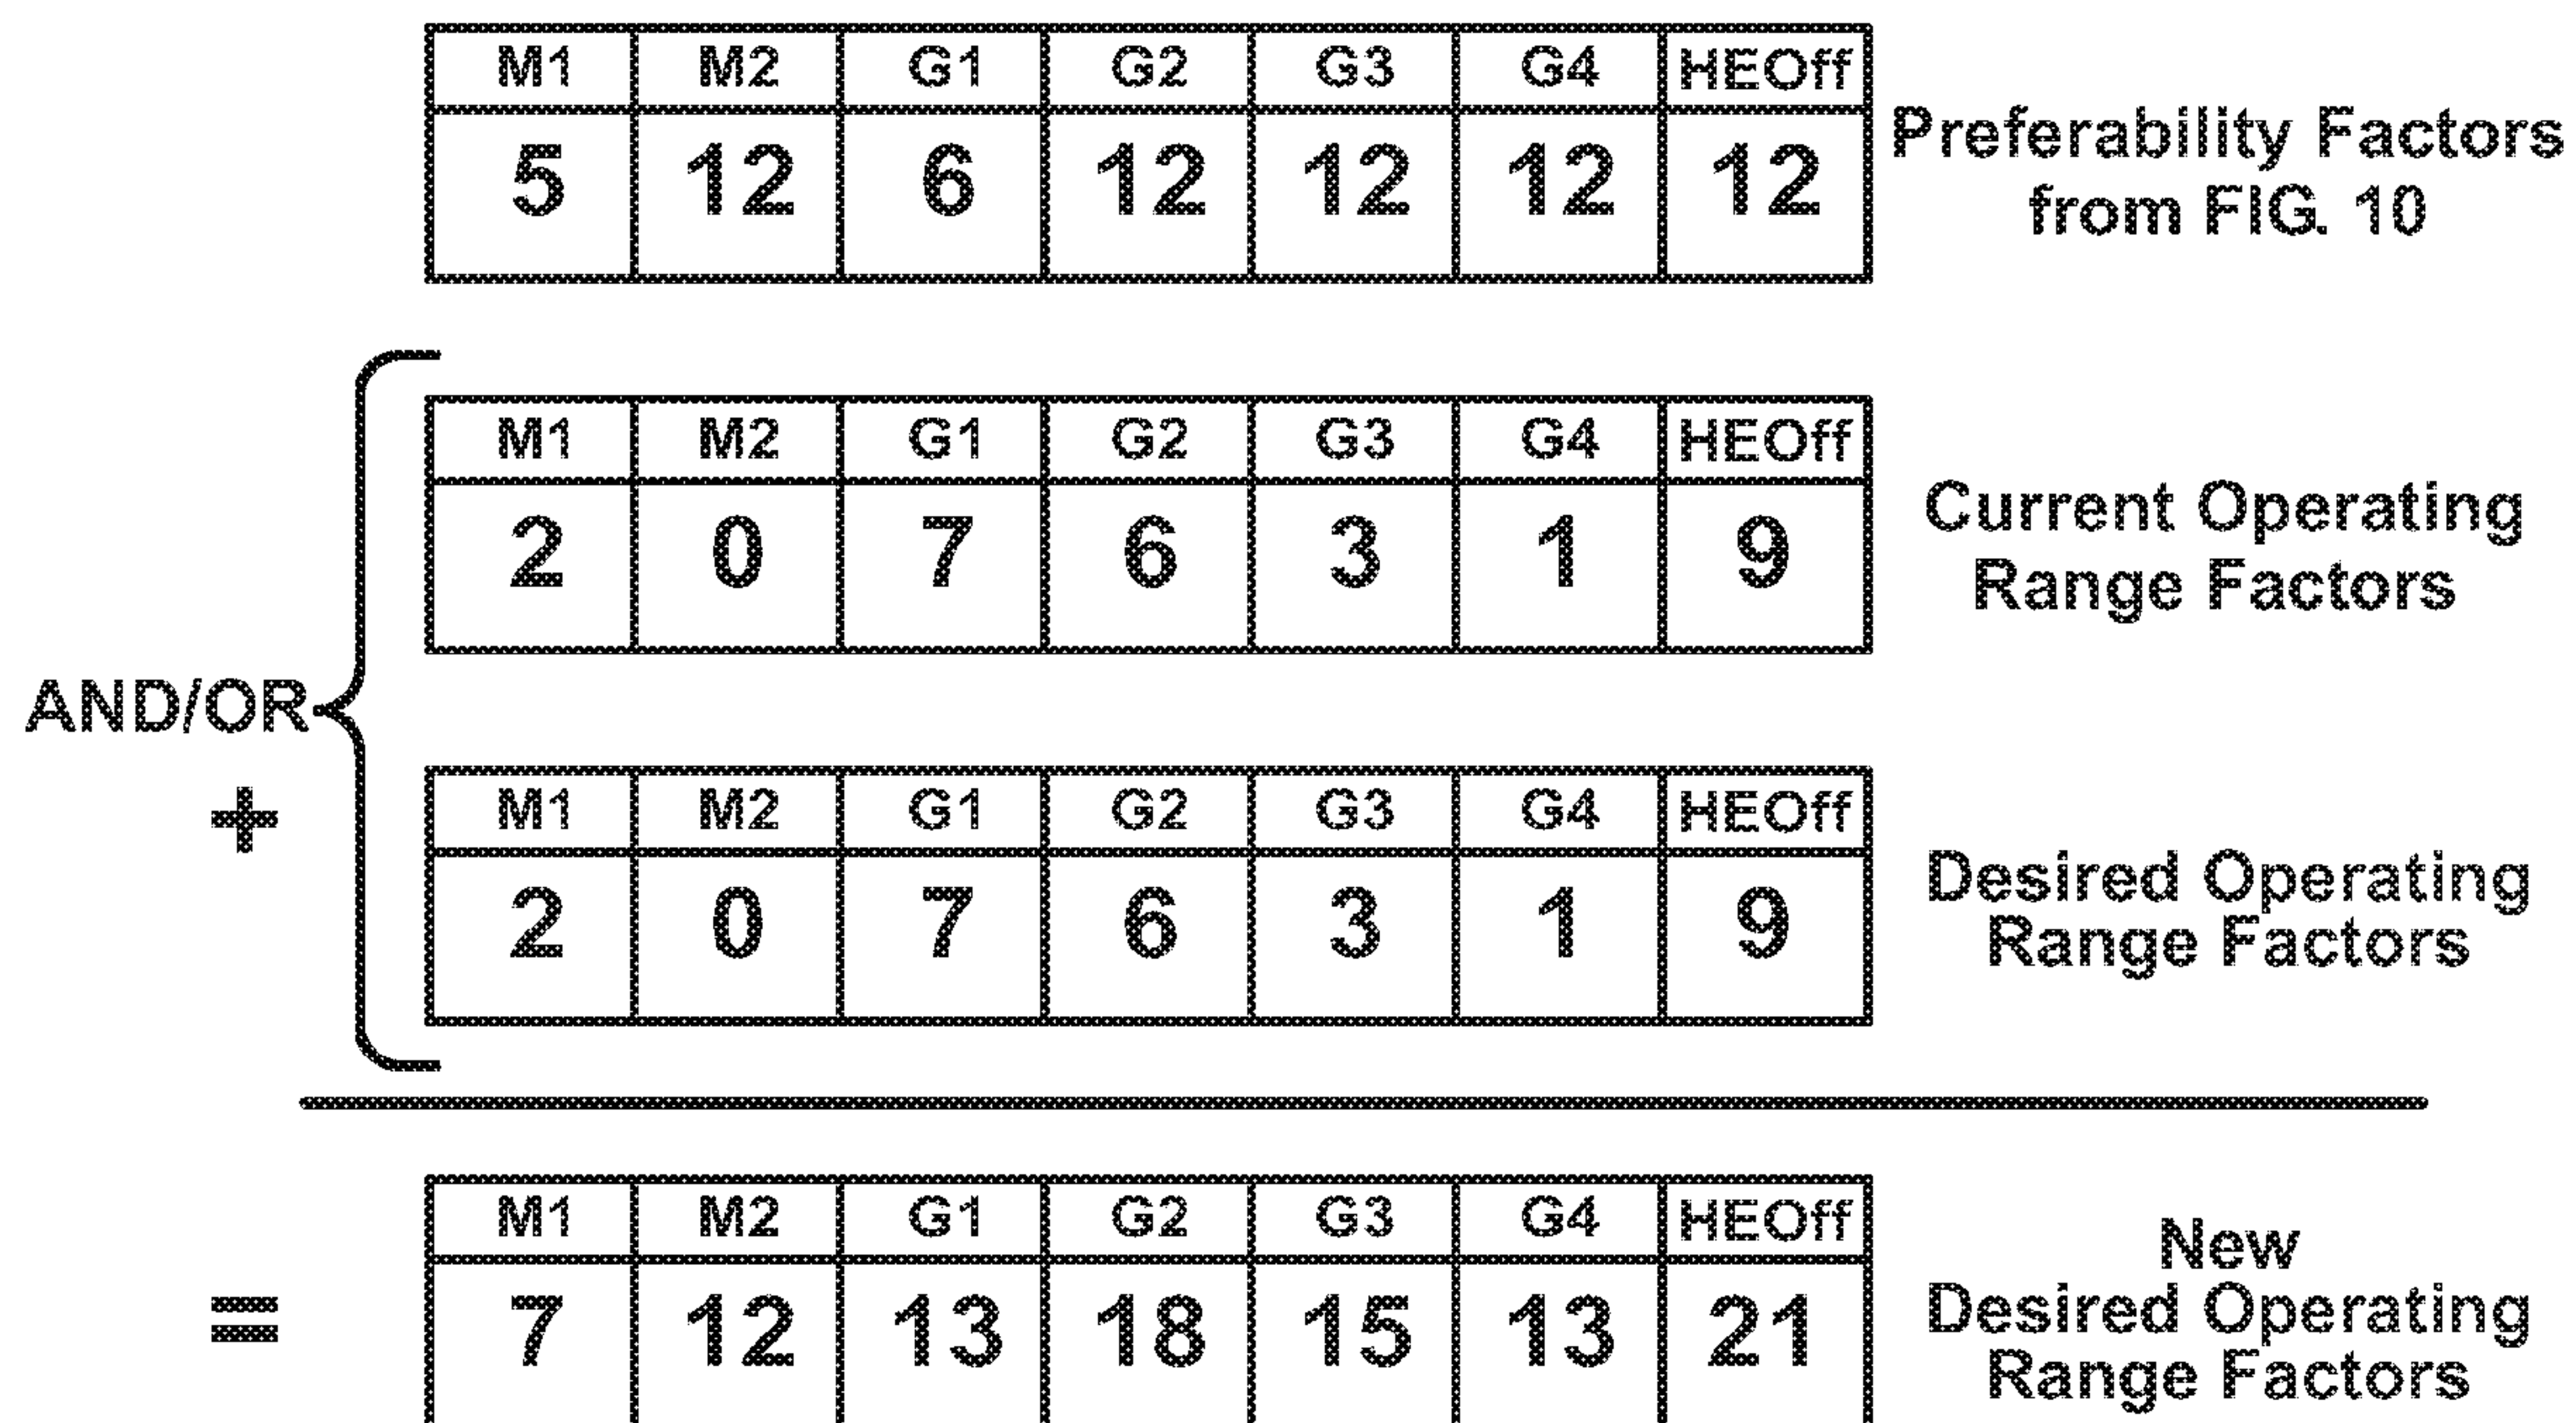 M1 M2 G1 G2 G3 G4 HEOff
5 12 6 12 12 12 12
Preferability Factors
from FIG. 10
M1 M2 G1 G2 G3 G4 HEOff
2 0 7 6 3 1 9
Current Operating
Range Factors
AND/OR
+
M1 M2 G1 G2 G3 G4 HEOff
2 0 7 6 3 1 9
Desired Operating
Range Factors
M1 M2 G1 G2 G3 G4 HEOff
= 7 12 13 18 15 13 21
New
Desired Operating
Range Factors